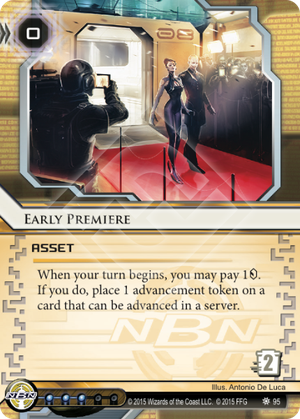 0
EARLY PREMIERE
ASSET
When your turn begins, you may pay 1.
If you do, place 1 advancement token on a
card that can be advanced in a server.
NBN
2
Illus. Antonio De Luca
NBN
© 2015 Wizards of the Coast LLC. © 2015 FFG 95